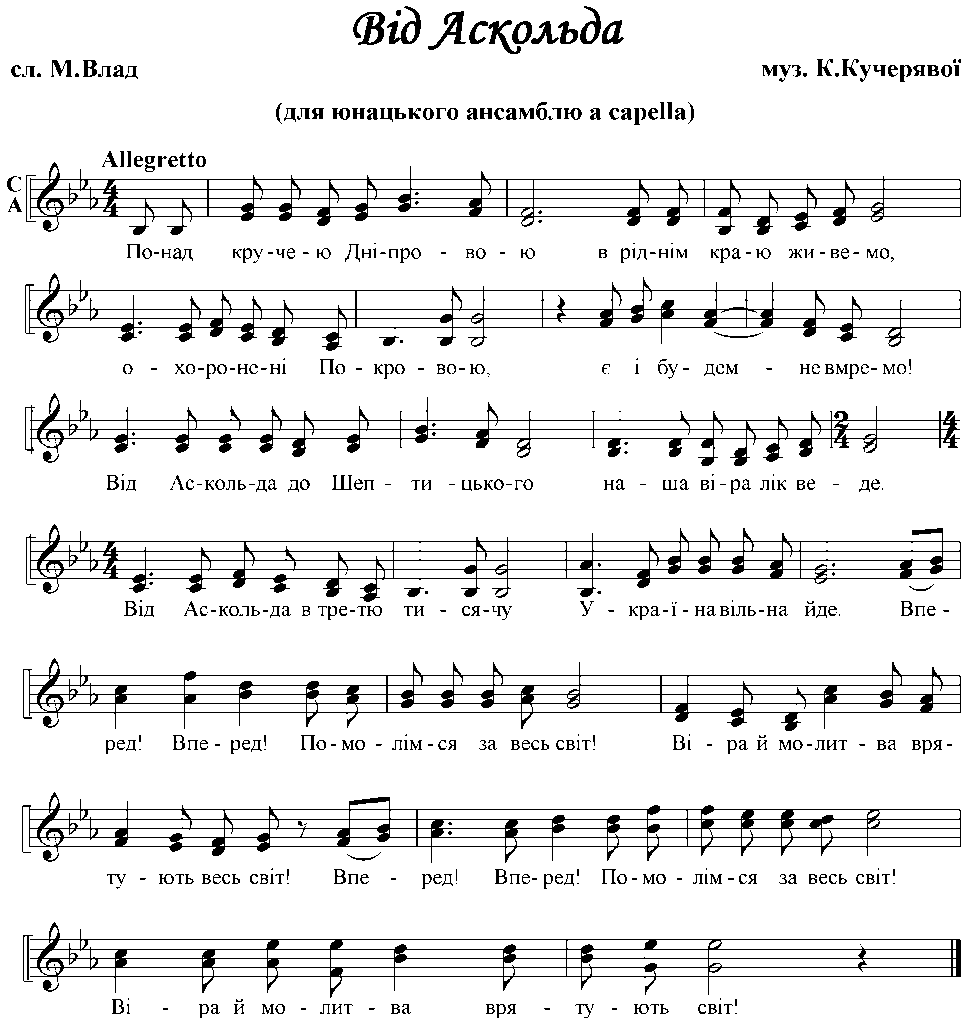 Від Аскольда
сл. М.Влад
муз. К.Кучерявої
(для юнацького ансамблю a capella)
Allegretto
С
А
4
4
По-над кру-че-ю Дні-про-во-ю в рід-нім кра-ю жи-ве-мо,
о-хо-ро-не-ні По-кро-во-ю, є і бу-дем - не вмре-мо!
2
4
4
4
Від Ас-коль-да до Шеп-ти-цько-го на-ша ві-ра лік ве-де.
4
4
Від Ас-коль-да в тре-тю ти-ся-чу У-кра-ї-на віль-на йде. Впе-
ред! Впе-ред! По-мо-лім-ся за весь світ! Ві-ра й мо-лит-ва вря-
ту-ють весь світ! Впе-ред! Впе-ред! По-мо-лім-ся за весь світ!
Ві-ра й мо-лит-ва вря-ту-ють світ!